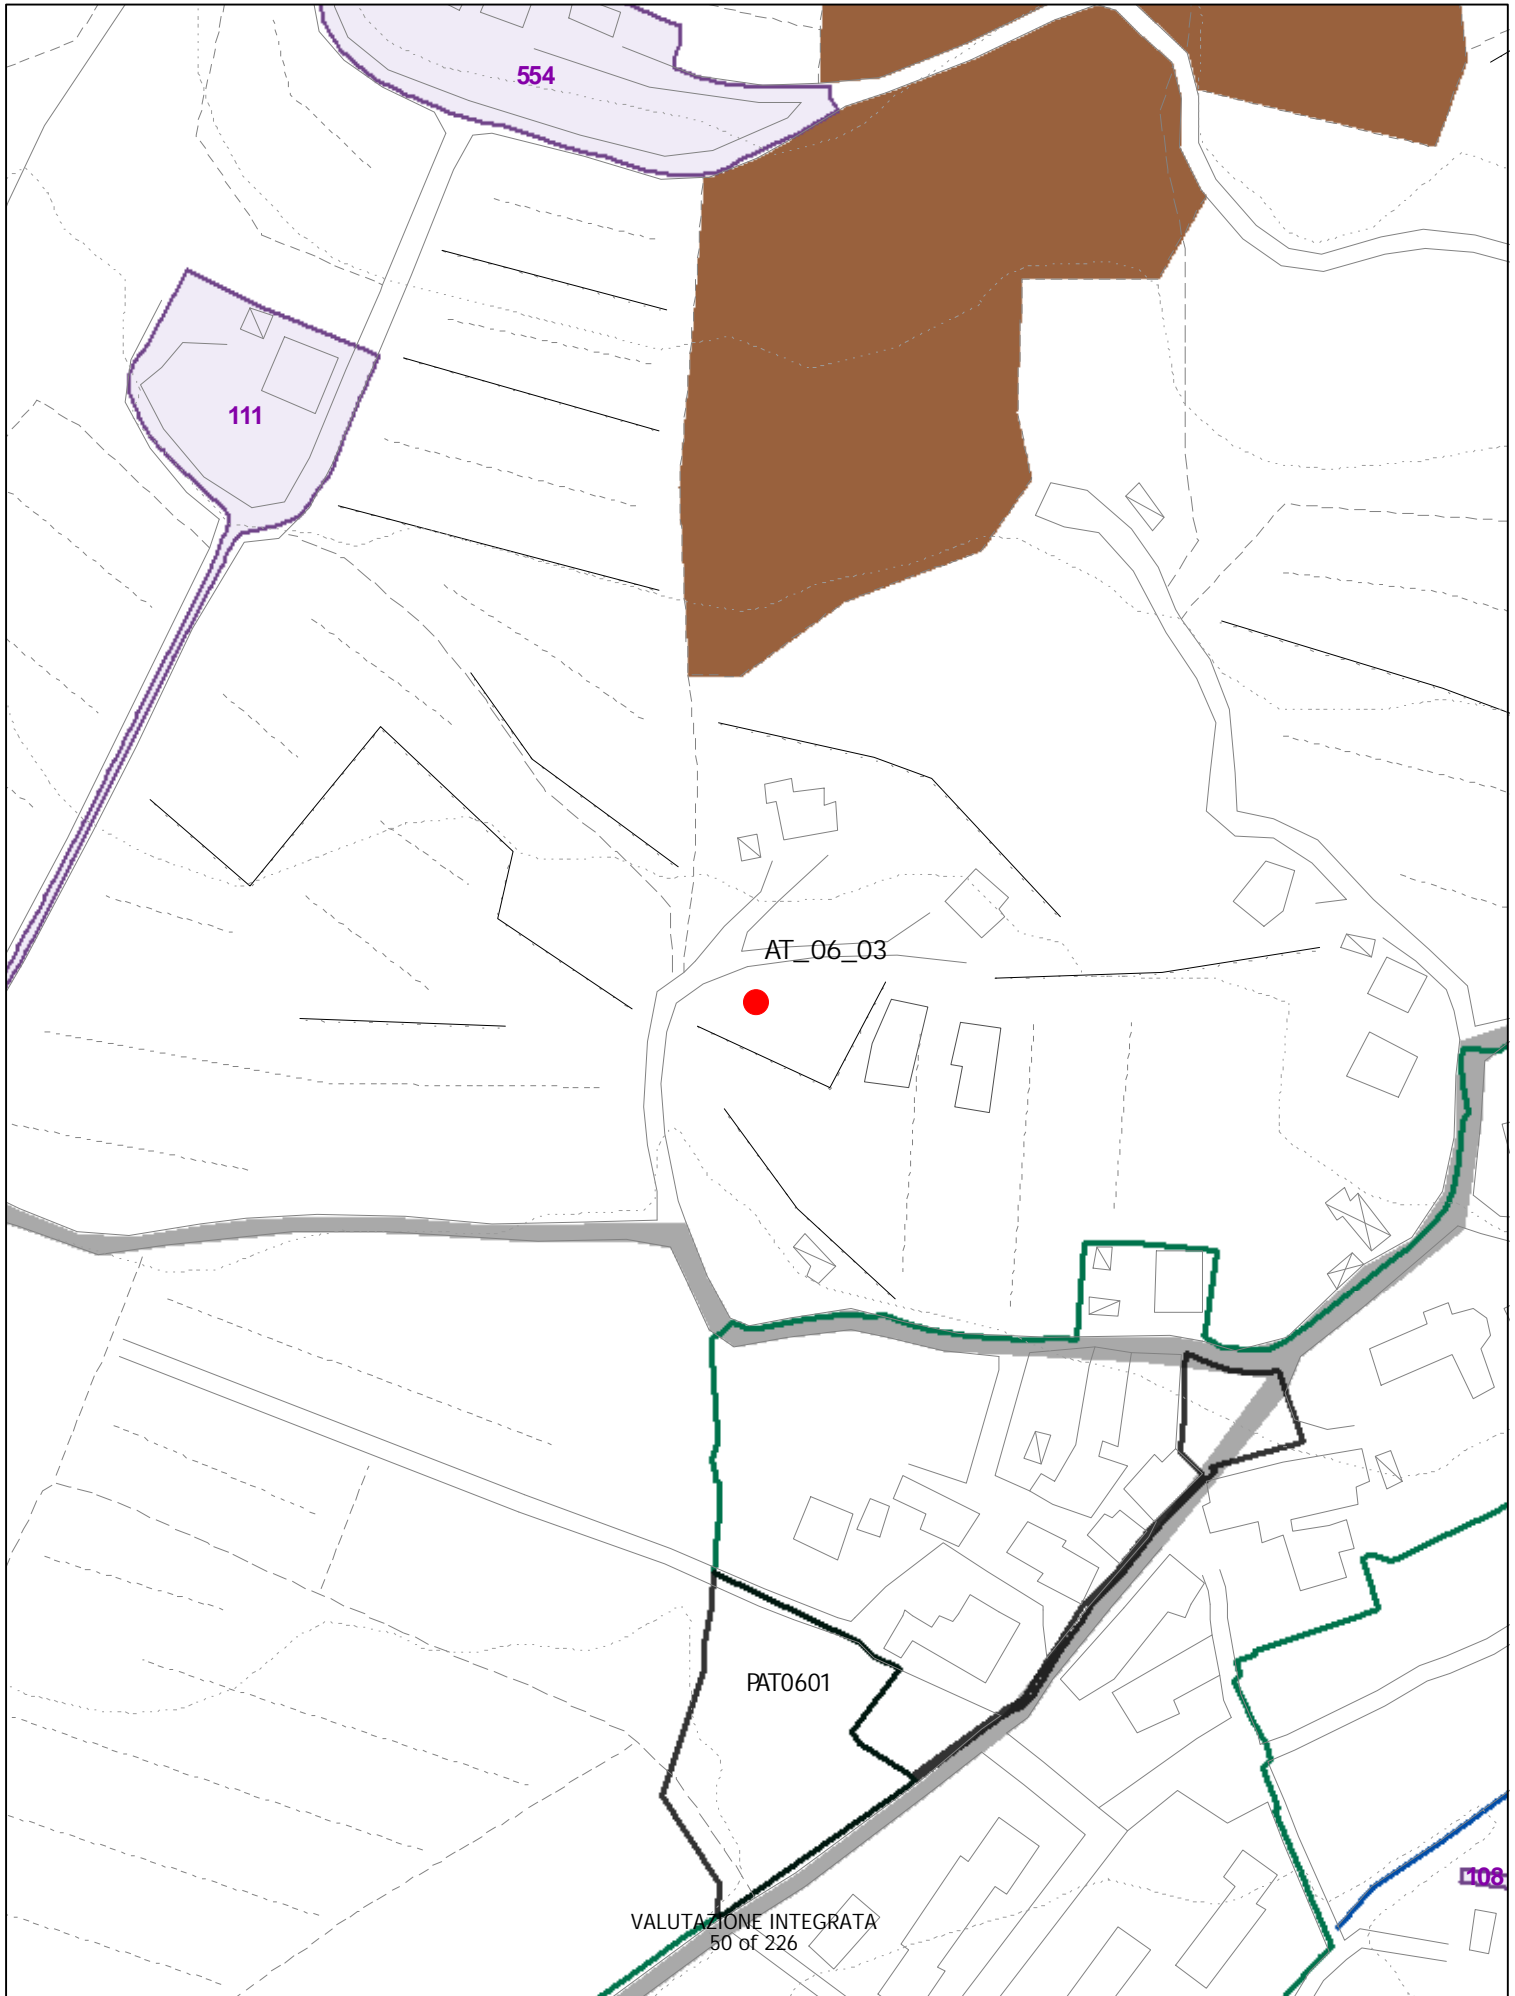 554
111
AT_06_03
PAT0601
108
VALUTAZIONE INTEGRATA
50 of 226